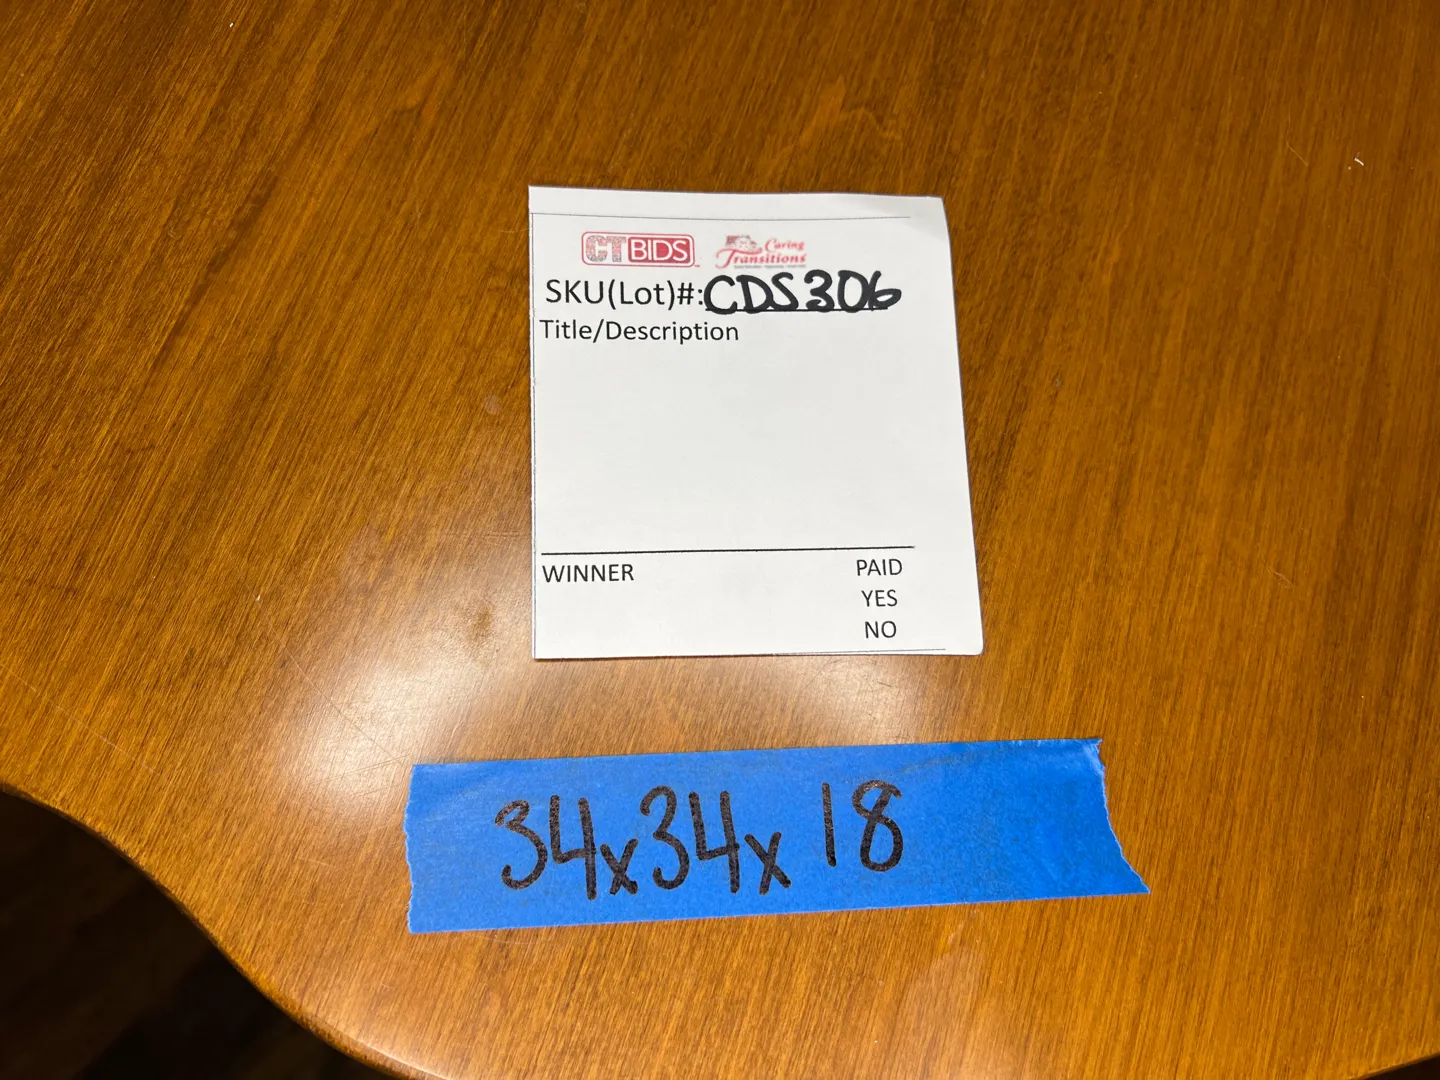 CTBIDS
Caring
Transitions
SKU(Lot)#:CDS306
Title/Description
WINNER
PAID
YES
NO
34x34x18